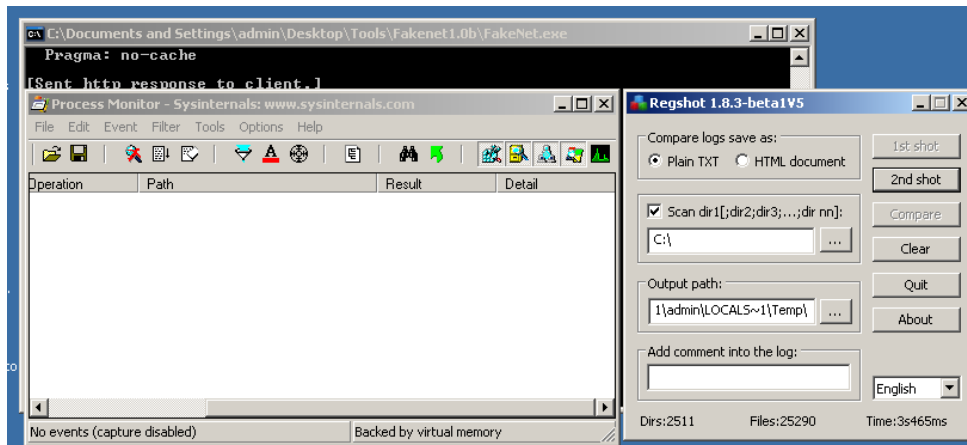 C:\Documents and Settings\admin\Desktop\Tools\Fakenet1.0b\FakeNet.exe
Pragma: no-cache
[Sent http response to client.]
Process Monitor - Sysinternals: www.sysinternals.com
File Edit Event Filter Tools Options Help
Operation Path Result Detail
No events (capture disabled) Backed by virtual memory
Regshot 1.8.3-beta1V5
Compare logs save as:
Plain TXT HTML document
1st shot
2nd shot
Scan dir1[;dir2;dir3;...;dir nn]:
Compare
C:\ ...
Clear
Output path:
Quit
1\admin\LOCALS~1\Temp\ ...
About
Add comment into the log:
English
Dirs:2511 Files:25290 Time:3s465ms